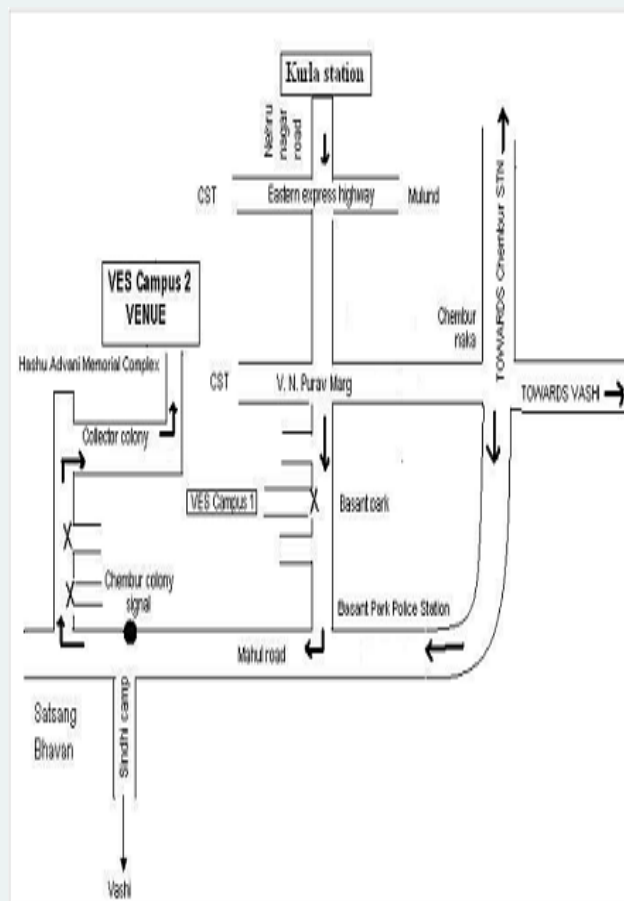 Kurla station
Nehru
nagar
road
CST
Eastern express highway
Mulund
TOWARDS Chembur STN
VES Campus 2
VENUE
Chembur
naka
Hashu Advani Memorial Complex
CST
V. N. Purav Marg
TOWARDS VASHI
Collector colony
VES Campus 1
Basant park
Chembur colony
signal
Basant Park Police Station
Mahul road
Satsang
Bhavan
Sindhi camp
Vashi